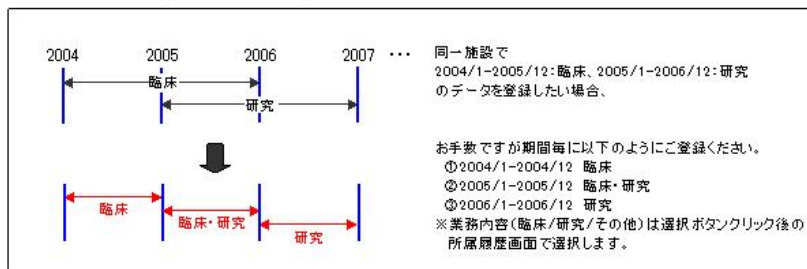 2004 2005 2006 2007 …
臨床
研究
臨床
臨床・研究
研究
同一施設で
2004/1-2005/12:臨床、2005/1-2006/12:研究
のデータを登録したい場合、
お手数ですが期間毎に以下のようにご登録ください。
①2004/1-2004/12 臨床
②2005/1-2005/12 臨床・研究
③2006/1-2006/12 研究
※業務内容(臨床/研究/その他)は選択ボタンクリック後の
所属履歴画面で選択します。